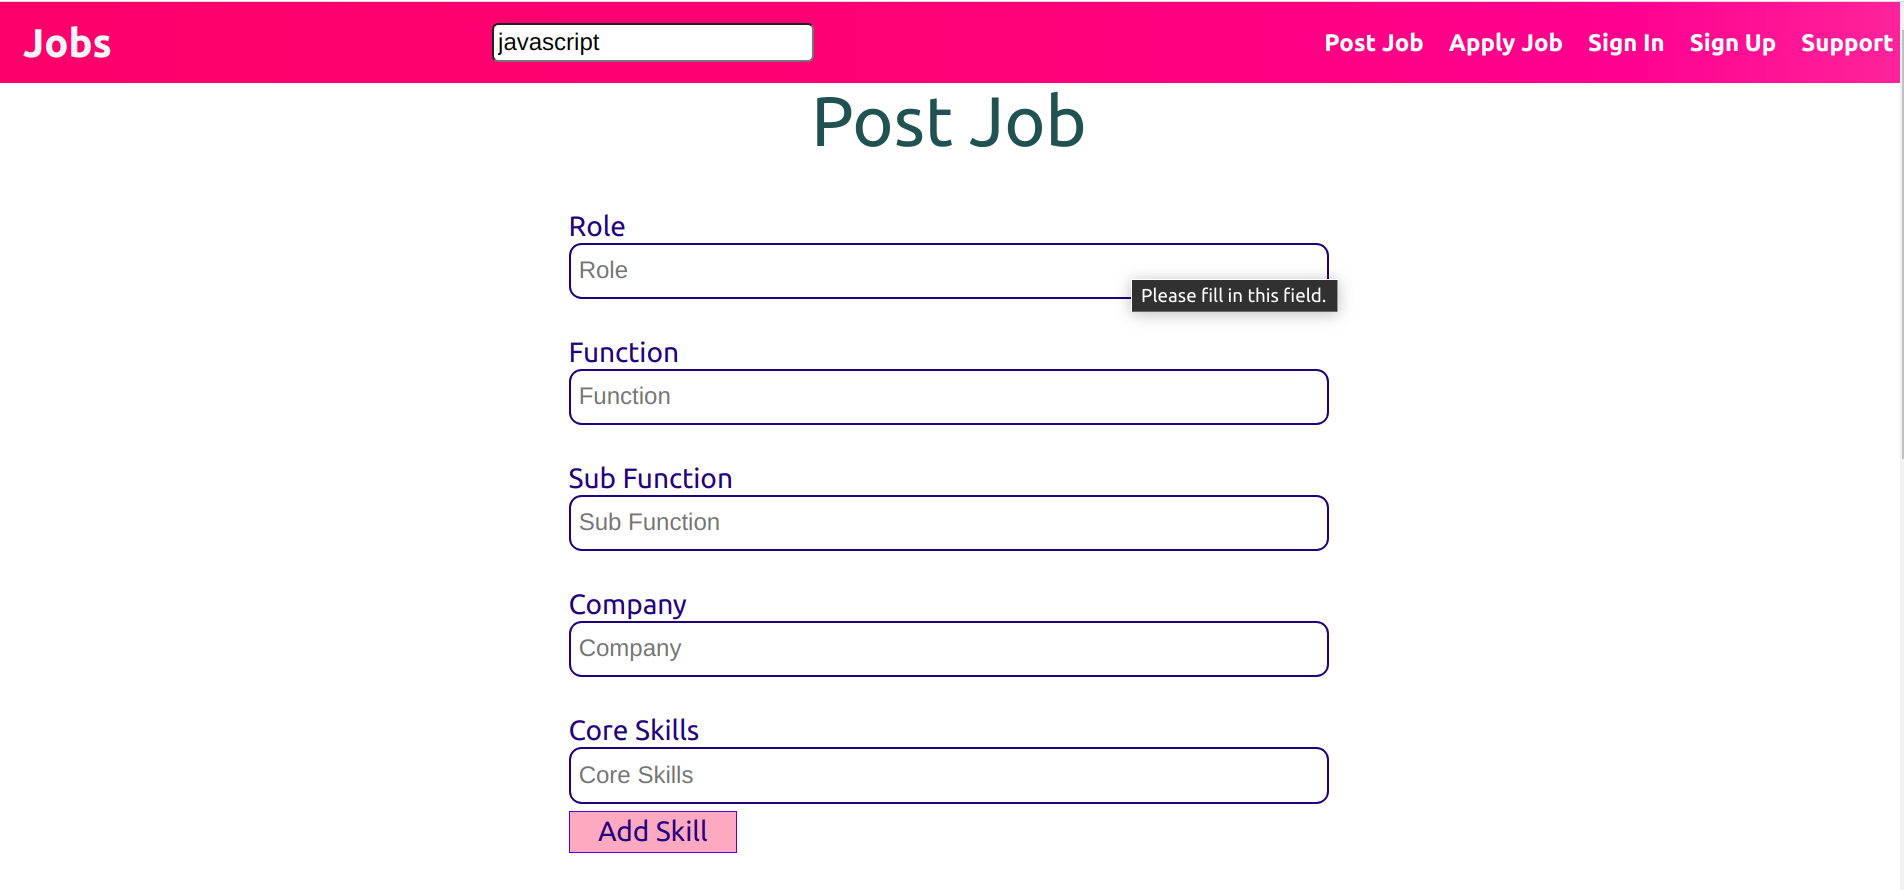 Jobs
javascript
Post Job Apply Job Sign In Sign Up Support
Post Job
Role
Role
Please fill in this field.
Function
Function
Sub Function
Sub Function
Company
Company
Core Skills
Core Skills
Add Skill